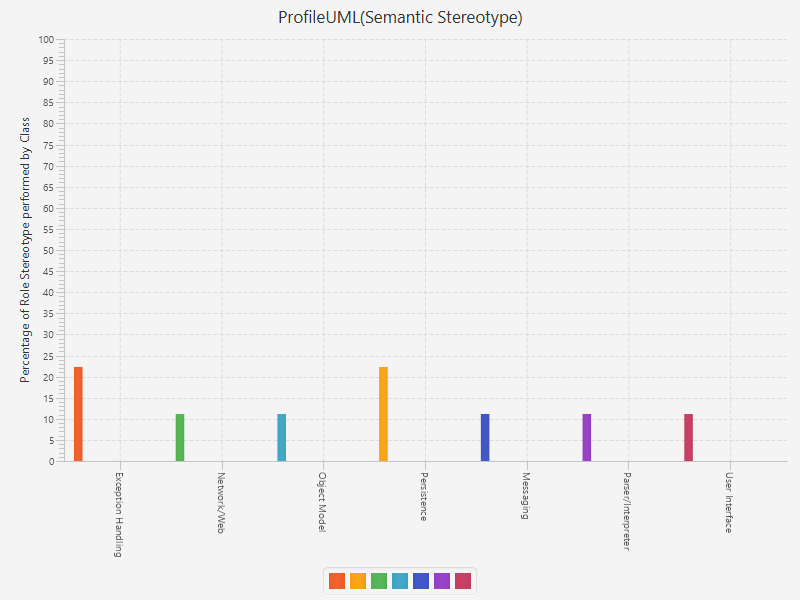 ProfileUML(Semantic Stereotype)
Percentage of Role Stereotype performed by Class
100
95
90
85
80
75
70
65
60
55
50
45
40
35
30
25
20
15
10
5
0
Exception Handling
Network/Web
Object Model
Persistence
Messaging
Parser/Interpreter
User Interface